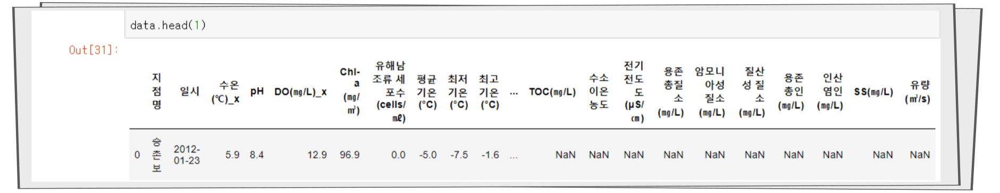 data.head(1)
Out[31]:
지점명 일시 수온(℃)_x pH DO(㎎/L)_x Chl-a(㎎/㎥) 유해남조류 세포수(cells/㎖) 평균기온(°C) 최저기온(°C) 최고기온(°C) ... TOC(㎎/L) 수소이온농도 전기전도도(μS/㎝) 용존총질소(㎎/L) 암모니아성질소(㎎/L) 질산성 질소(㎎/L) 용존총인(㎎/L) 인산염인(㎎/L) SS(㎎/L) 유량(㎥/s)
0 승촌보 2012-01-23 5.9 8.4 12.9 96.9 0.0 -5.0 -7.5 -1.6 ... NaN NaN NaN NaN NaN NaN NaN NaN NaN NaN